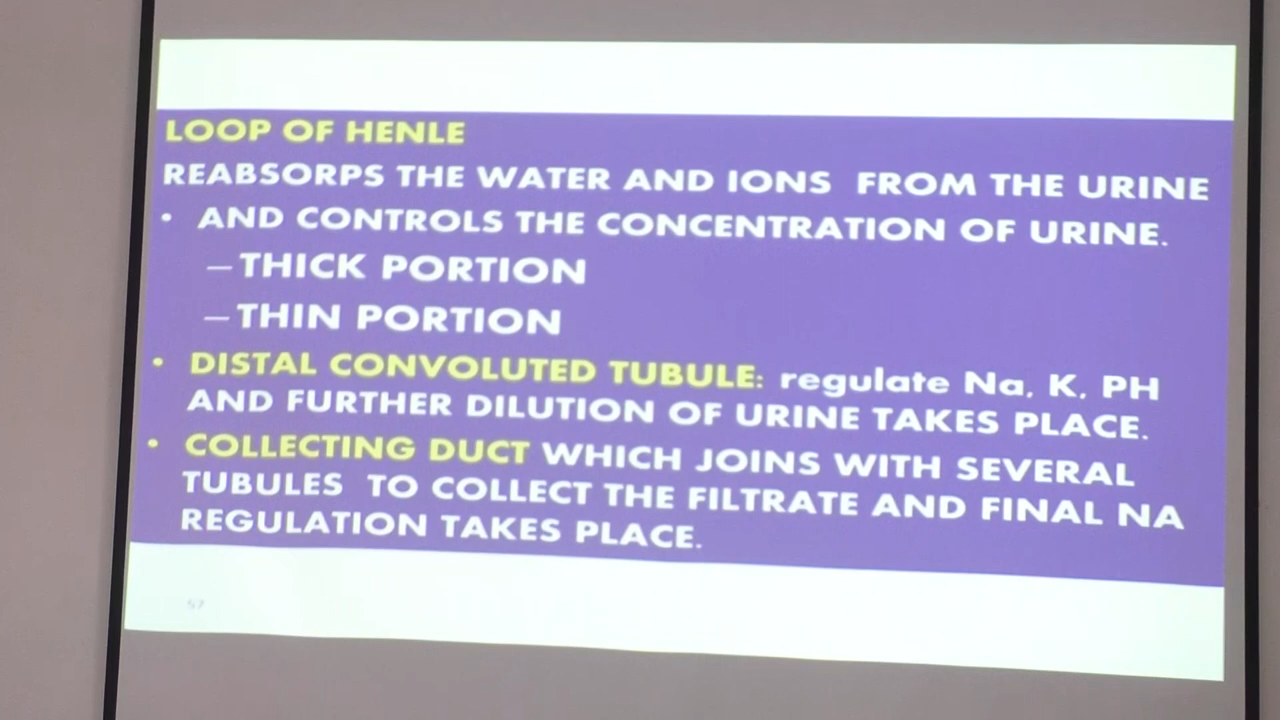 LOOP OF HENLE
REABSORPS THE WATER AND IONS FROM THE URINE
• AND CONTROLS THE CONCENTRATION OF URINE.
– THICK PORTION
– THIN PORTION
• DISTAL CONVOLUTED TUBULE: regulate Na, K, PH
AND FURTHER DILUTION OF URINE TAKES PLACE.
• COLLECTING DUCT WHICH JOINS WITH SEVERAL
TUBULES TO COLLECT THE FILTRATE AND FINAL NA
REGULATION TAKES PLACE.
57